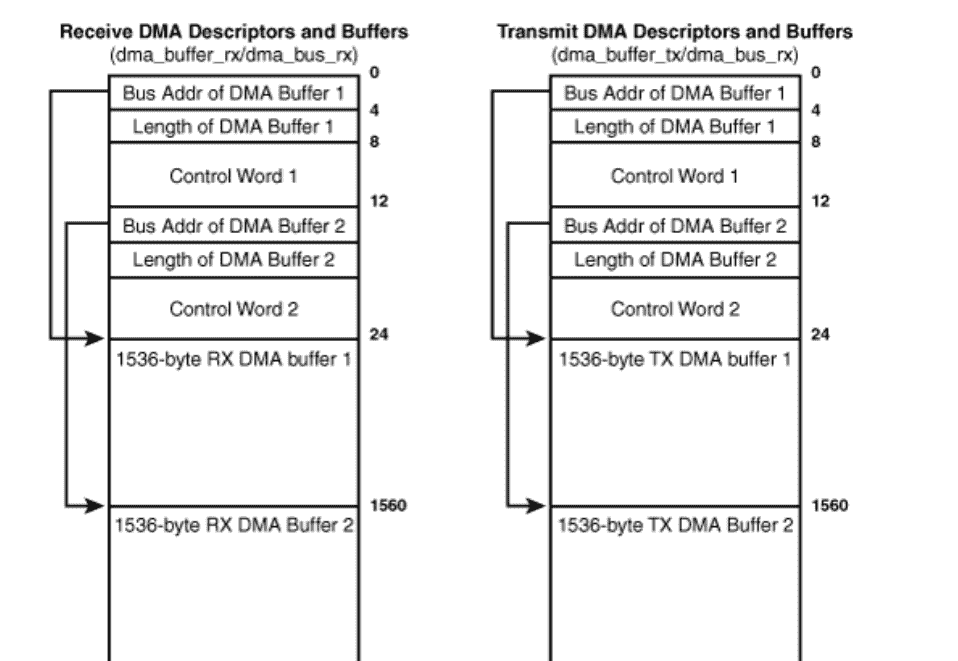 Receive DMA Descriptors and Buffers
(dma_buffer_rx/dma_bus_rx)
0
Bus Addr of DMA Buffer 1
4
Length of DMA Buffer 1
8
Control Word 1
12
Bus Addr of DMA Buffer 2
Length of DMA Buffer 2
Control Word 2
24
1536-byte RX DMA buffer 1
1560
1536-byte RX DMA Buffer 2
Transmit DMA Descriptors and Buffers
(dma_buffer_tx/dma_bus_rx)
0
Bus Addr of DMA Buffer 1
4
Length of DMA Buffer 1
8
Control Word 1
12
Bus Addr of DMA Buffer 2
Length of DMA Buffer 2
Control Word 2
24
1536-byte TX DMA buffer 1
1560
1536-byte TX DMA Buffer 2